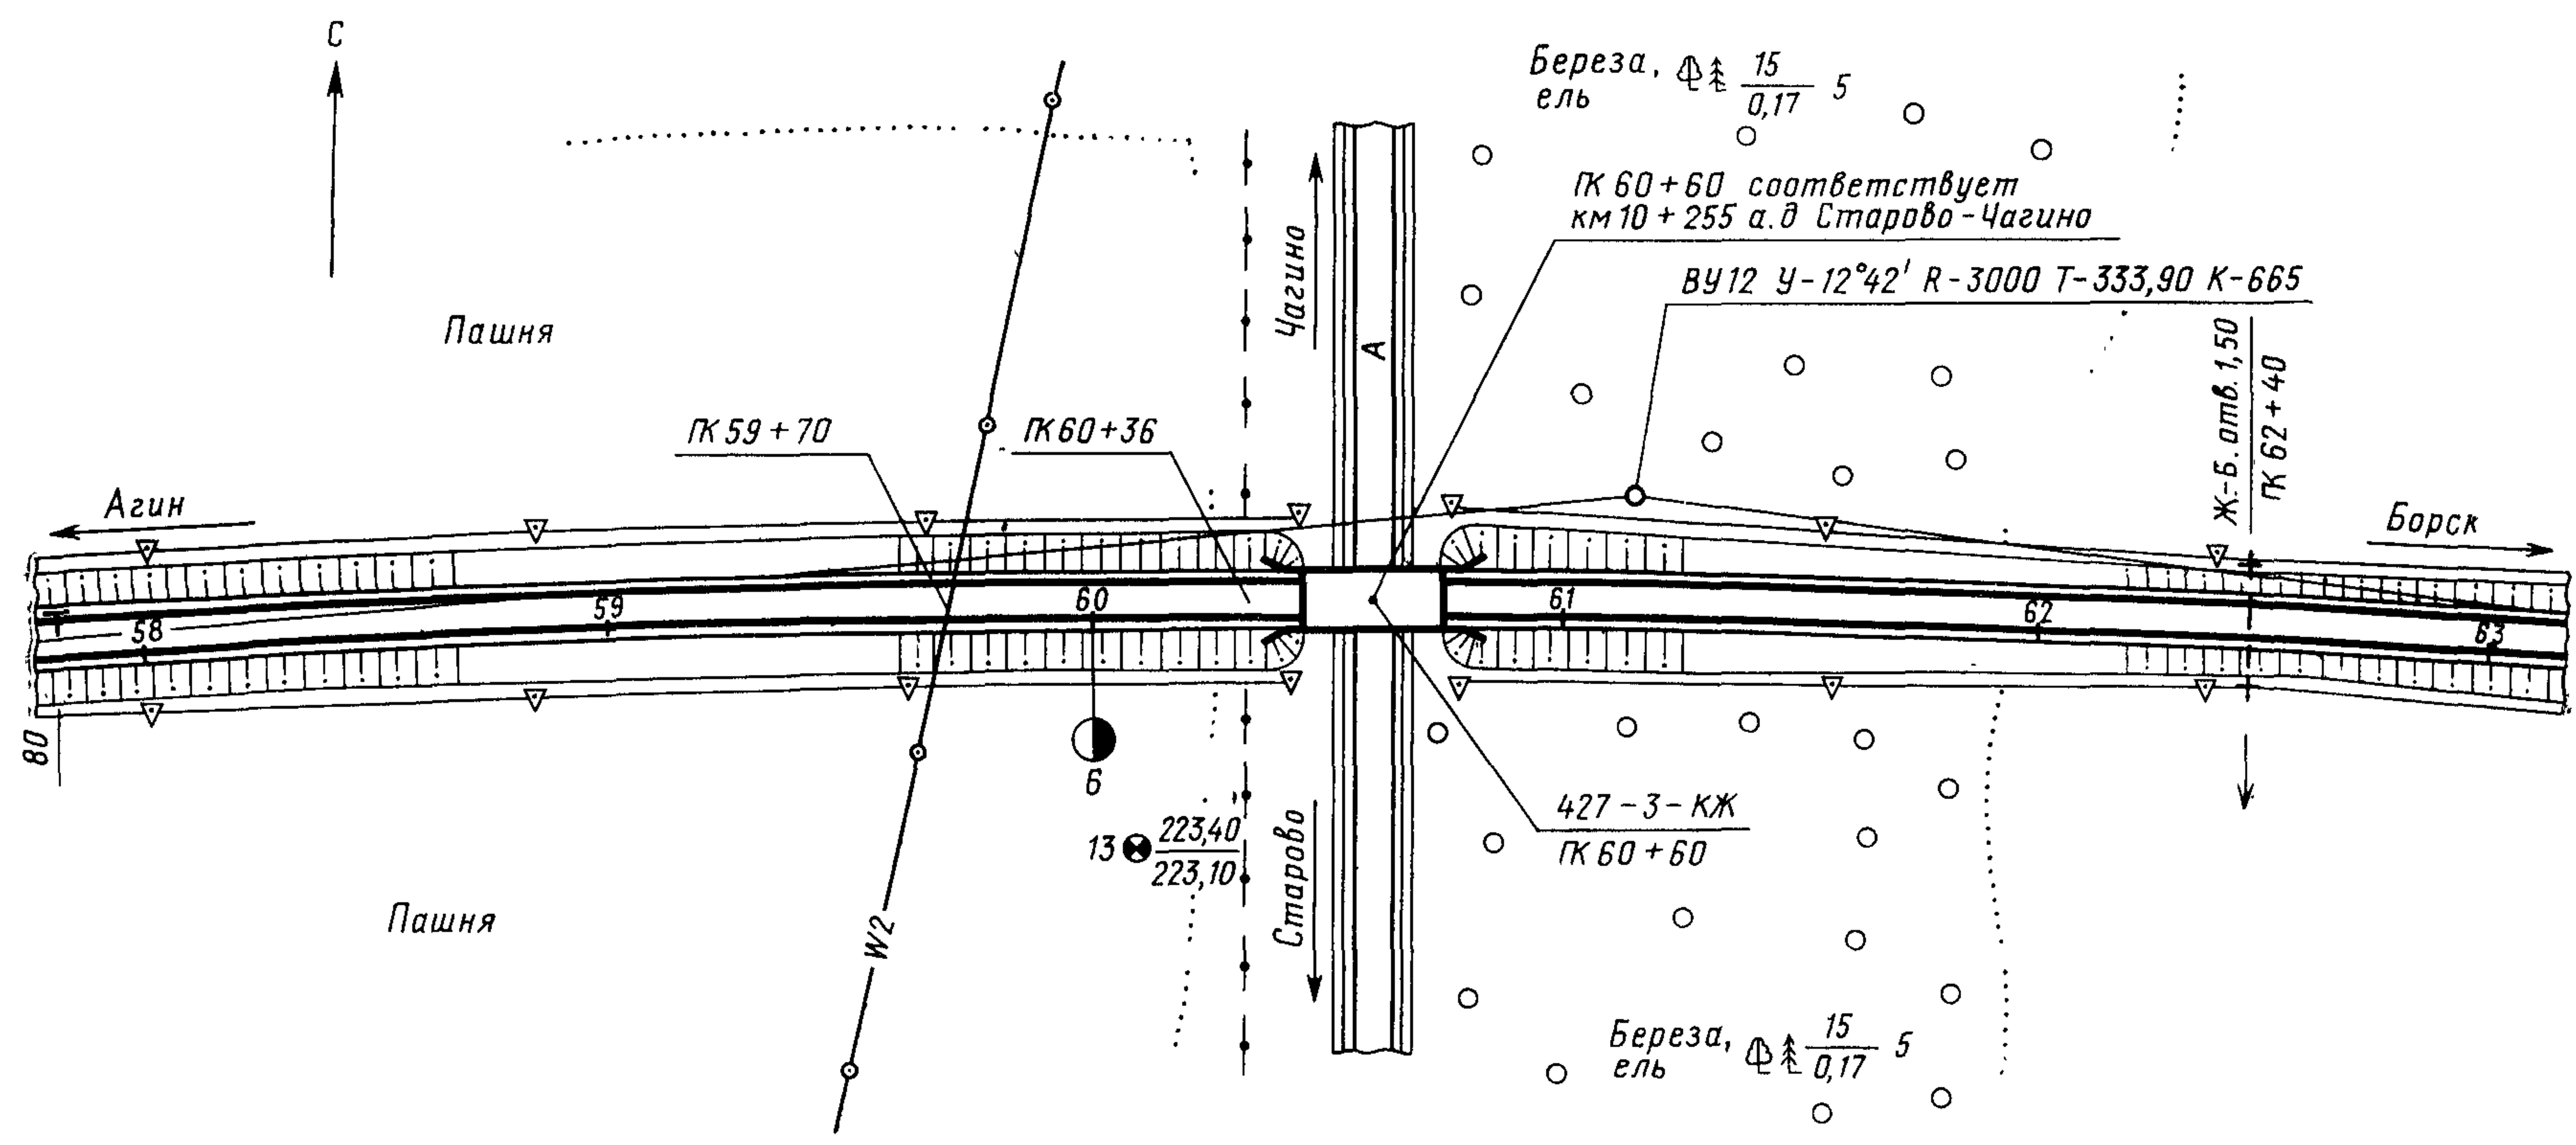 С
Береза,
ель
15
0,17
5
ПК 60 + 60 соответствует
км 10 + 255 а.д Старово - Чагино
ВУ12 У-12°42' R-3000 Т-333,90 К-665
Чагино
А
Пашня
Ж.-Б. отв. 1,50
ПК 62 + 40
ПК 59 + 70
ПК 60 + 36
Агин
Борск
58
59
60
61
62
63
80
6
13
223,40
223,10
427 - 3 - КЖ
ПК 60 + 60
Старово
Пашня
W2
Береза,
ель
15
0,17
5